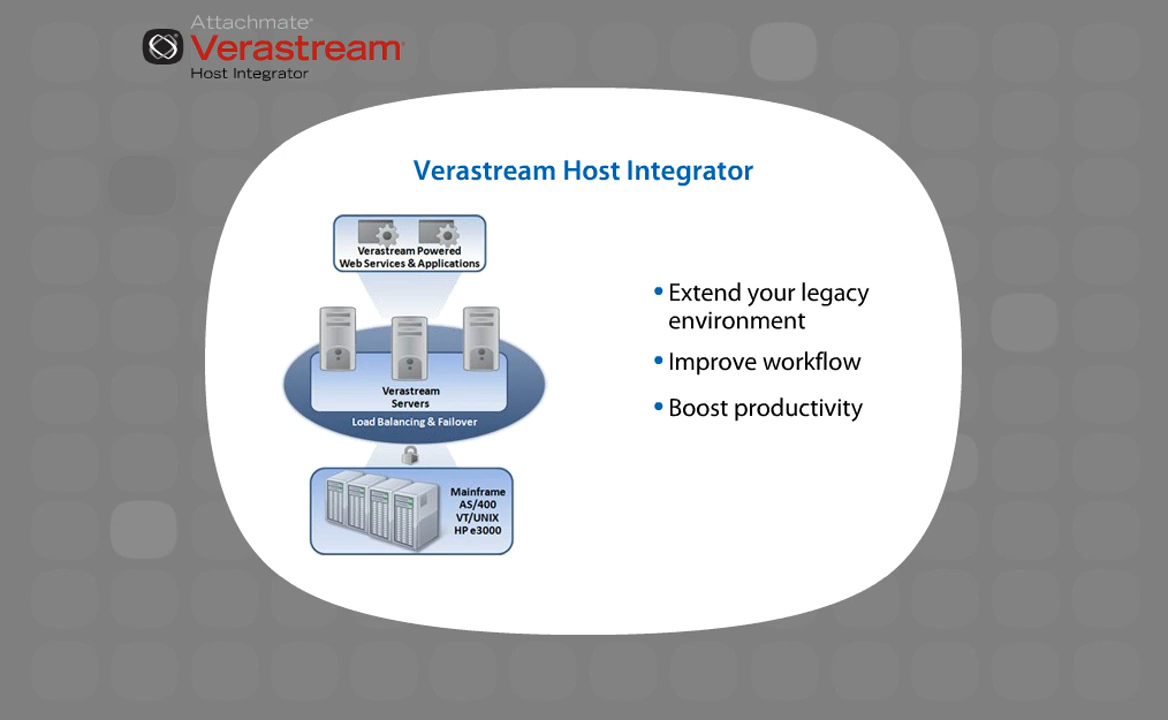 Attachmate®
Verastream®
Host Integrator
Verastream Host Integrator
Verastream Powered
Web Services & Applications
Verastream
Servers
Load Balancing & Failover
Mainframe
AS/400
VT/UNIX
HP e3000
• Extend your legacy
environment
• Improve workflow
• Boost productivity